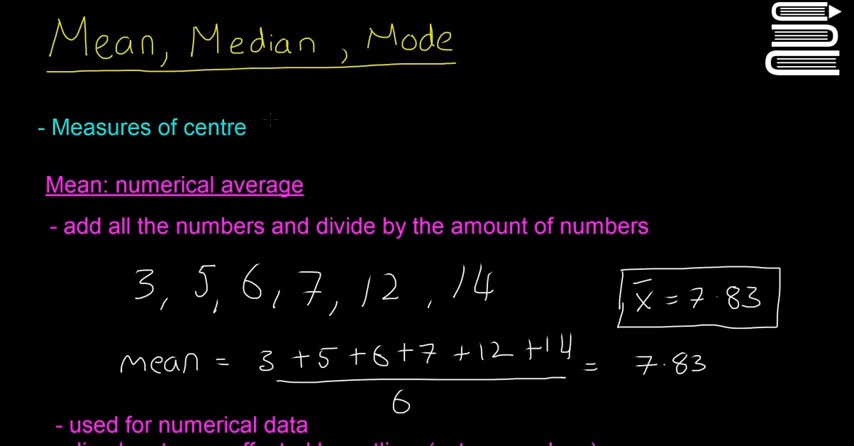 Mean, Median, Mode
- Measures of centre
Mean: numerical average
- add all the numbers and divide by the amount of numbers
3, 5, 6, 7, 12, 14
x̄ = 7.83
mean = 3 + 5 + 6 + 7 + 12 + 14 = 7.83
6
- used for numerical data